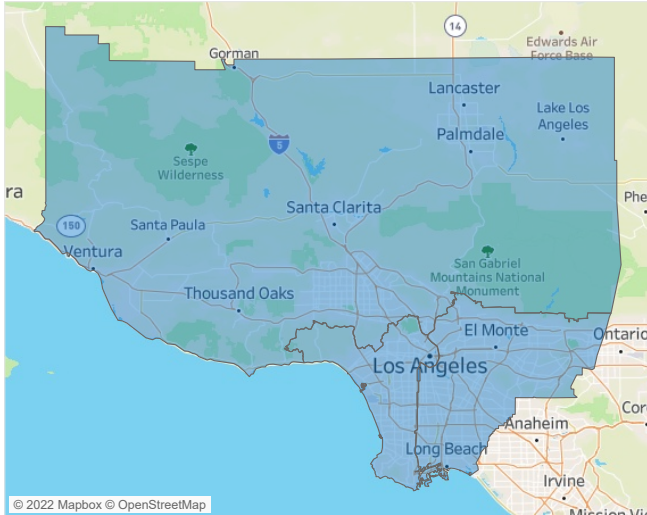 14
Gorman
Edwards Air
Force Base
Lancaster
Lake Los
Angeles
Palmdale
5
Sespe
Wilderness
ra
Phe
Santa Clarita
150
Santa Paula
Ventura
San Gabriel
Mountains National
Monument
Thousand Oaks
El Monte
Ontario
Los Angeles
Cor
Anaheim
Long Beach
Irvine
Mission Vi
© 2022 Mapbox © OpenStreetMap